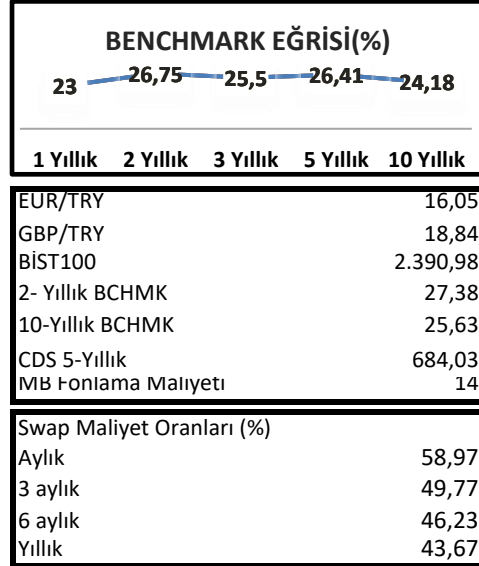 BENCHMARK EĞRİSİ(%)
23 26,75 25,5 26,41 24,18
1 Yıllık 2 Yıllık 3 Yıllık 5 Yıllık 10 Yıllık
EUR/TRY 16,05
GBP/TRY 18,84
BİST100 2.390,98
2- Yıllık BCHMK 27,38
10-Yıllık BCHMK 25,63
CDS 5-Yıllık 684,03
MB Fonlama Maliyeti 14
Swap Maliyet Oranları (%)
Aylık 58,97
3 aylık 49,77
6 aylık 46,23
Yıllık 43,67